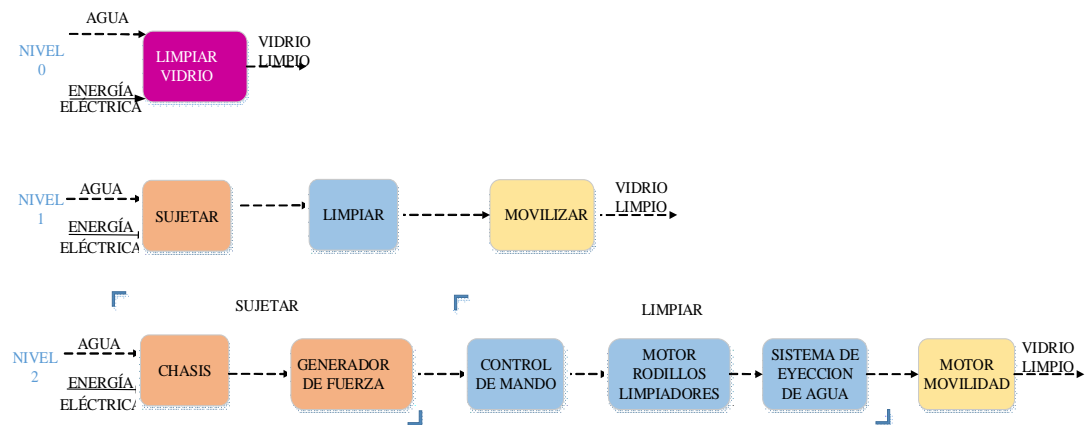 AGUA
NIVEL
0
LIMPIAR
VIDRIO
VIDRIO
LIMPIO
ENERGÍA
ELÉCTRICA
NIVEL
1
AGUA
ENERGÍA
ELÉCTRICA
SUJETAR
LIMPIAR
MOVILIZAR
VIDRIO
LIMPIO
SUJETAR
LIMPIAR
NIVEL
2
AGUA
ENERGÍA
ELÉCTRICA
CHASIS
GENERADOR
DE FUERZA
CONTROL
DE MANDO
MOTOR
RODILLOS
LIMPIADORES
SISTEMA DE
EYECCION
DE AGUA
MOTOR
MOVILIDAD
VIDRIO
LIMPIO